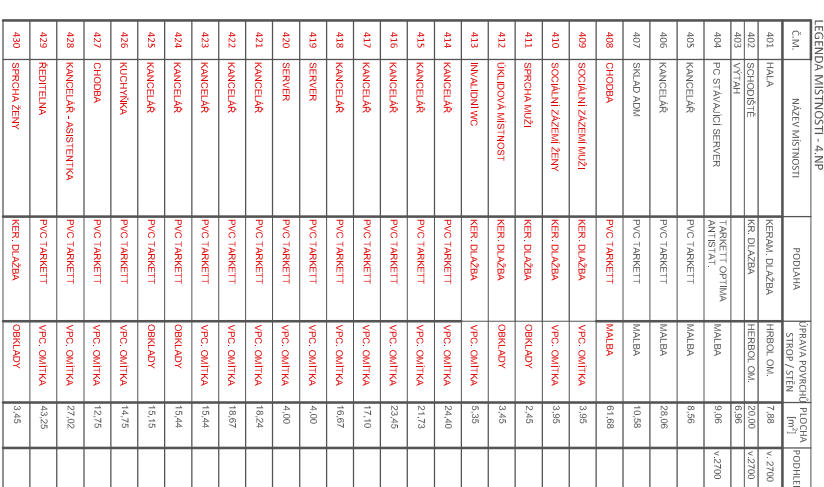 LEGENDA MÍSTNOSTÍ - 4.NP
Č.M. NÁZEV MÍSTNOSTI PODLAHA ÚPRAVA POVRCHŮ STROP / STĚN PLOCHA [m²] PODHLE
401 HALA KERAM. DLAŽBA HRBOL OM. 7,88 v. 2700
402 SCHODIŠTĚ KR. DLAZBA HERBOL OM. 20,00 v.2700
403 VÝTAH 6,96
404 PC STÁVAJÍCÍ SERVER TARKETT OPTIMA ANTISTAT. MALBA 9,06 v.2700
405 KANCELÁŘ PVC TARKETT MALBA 8,56
406 KANCELÁŘ PVC TARKETT MALBA 28,06
407 SKLAD ADM PVC TARKETT MALBA 10,58
408 CHODBA PVC TARKETT MALBA 61,68
409 SOCIÁLNÍ ZÁZEMÍ MUŽI KER. DLAŽBA VPC. OMÍTKA 3,95
410 SOCIÁLNÍ ZÁZEMÍ ŽENY KER. DLAŽBA VPC. OMÍTKA 3,95
411 SPRCHA MUŽI KER. DLAŽBA OBKLADY 2,45
412 ÚKLIDOVÁ MÍSTNOST KER. DLAŽBA OBKLADY 3,45
413 INVALIDNÍ WC KER. DLAŽBA VPC. OMÍTKA 5,35
414 KANCELÁŘ PVC TARKETT VPC. OMÍTKA 24,40
415 KANCELÁŘ PVC TARKETT VPC. OMÍTKA 21,73
416 KANCELÁŘ PVC TARKETT VPC. OMÍTKA 23,45
417 KANCELÁŘ PVC TARKETT VPC. OMÍTKA 17,10
418 KANCELÁŘ PVC TARKETT VPC. OMÍTKA 16,67
419 SERVER PVC TARKETT VPC. OMÍTKA 4,00
420 SERVER PVC TARKETT VPC. OMÍTKA 4,00
421 KANCELÁŘ PVC TARKETT VPC. OMÍTKA 18,24
422 KANCELÁŘ PVC TARKETT VPC. OMÍTKA 18,67
423 KANCELÁŘ PVC TARKETT VPC. OMÍTKA 15,44
424 KANCELÁŘ PVC TARKETT OBKLADY 15,44
425 KANCELÁŘ PVC TARKETT OBKLADY 15,15
426 KUCHYŇKA PVC TARKETT VPC. OMÍTKA 14,75
427 CHODBA PVC TARKETT VPC. OMÍTKA 12,75
428 KANCELÁŘ - ASISTENTKA PVC TARKETT VPC. OMÍTKA 27,02
429 ŘEDITELNA PVC TARKETT VPC. OMÍTKA 43,25
430 SPRCHA ŽENY KER. DLAŽBA OBKLADY 3,45